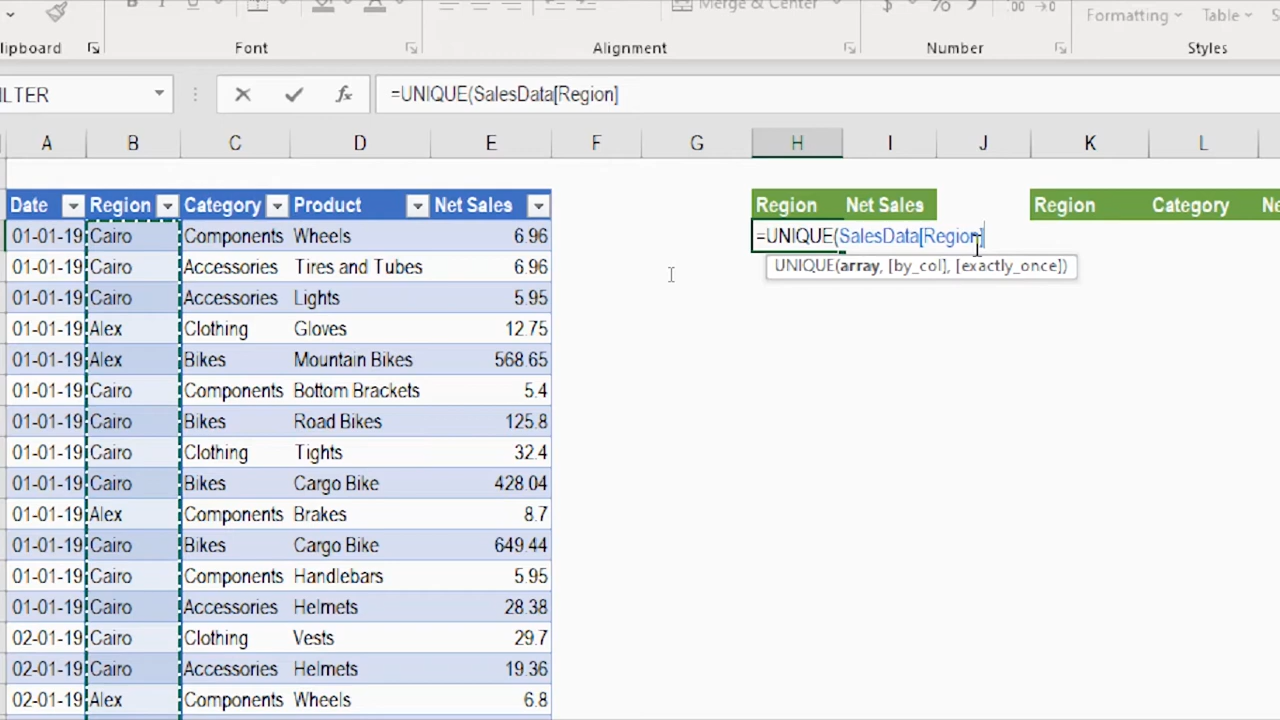 Merge & Center
$ %
Formatting Table
lipboard Font Alignment Number Styles
ILTER =UNIQUE(SalesData[Region]
A B C D E F G H I J K L
Date Region Category Product Net Sales Region Net Sales Region Category Ne
01-01-19 Cairo Components Wheels 6.96 =UNIQUE(SalesData[Region]
01-01-19 Cairo Accessories Tires and Tubes 6.96 UNIQUE(array, [by_col], [exactly_once])
01-01-19 Cairo Accessories Lights 5.95
01-01-19 Alex Clothing Gloves 12.75
01-01-19 Alex Bikes Mountain Bikes 568.65
01-01-19 Cairo Components Bottom Brackets 5.4
01-01-19 Cairo Bikes Road Bikes 125.8
01-01-19 Cairo Clothing Tights 32.4
01-01-19 Cairo Bikes Cargo Bike 428.04
01-01-19 Alex Components Brakes 8.7
01-01-19 Cairo Bikes Cargo Bike 649.44
01-01-19 Cairo Components Handlebars 5.95
01-01-19 Cairo Accessories Helmets 28.38
02-01-19 Cairo Clothing Vests 29.7
02-01-19 Cairo Accessories Helmets 19.36
02-01-19 Alex Components Wheels 6.8